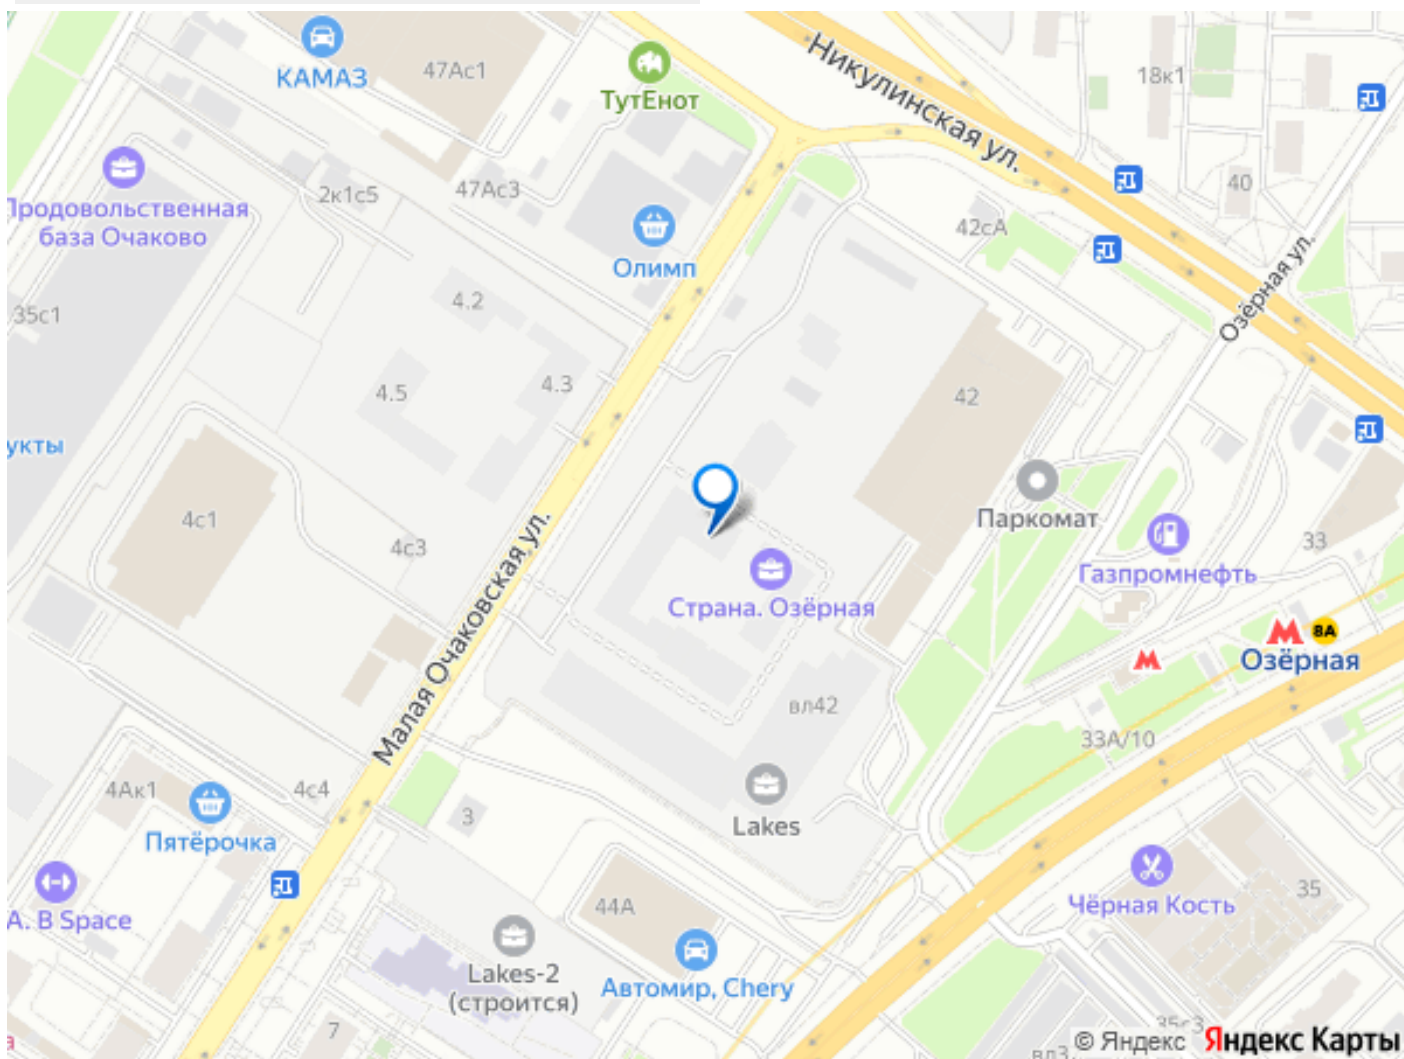 КАМАЗ
47Ас1
ТутЕнот
Никулинская ул.
18к1
Продовольственная
база Очаково
2к1с5
47Ас3
40
42сА
Олимп
Озёрная ул.
35с1
4.2
4.5
4.3
42
укты
4с1
4с3
Паркомат
33
Газпромнефть
Малая Очаковская ул.
Страна. Озёрная
8А
Озёрная
вл42
33А/10
4Ак1
4с4
3
Пятёрочка
Lakes
А. В Space
44А
35
Чёрная Кость
Lakes-2
(строится)
Автомир, Chery
7
35с3
вл3
© Яндекс Яндекс Карты